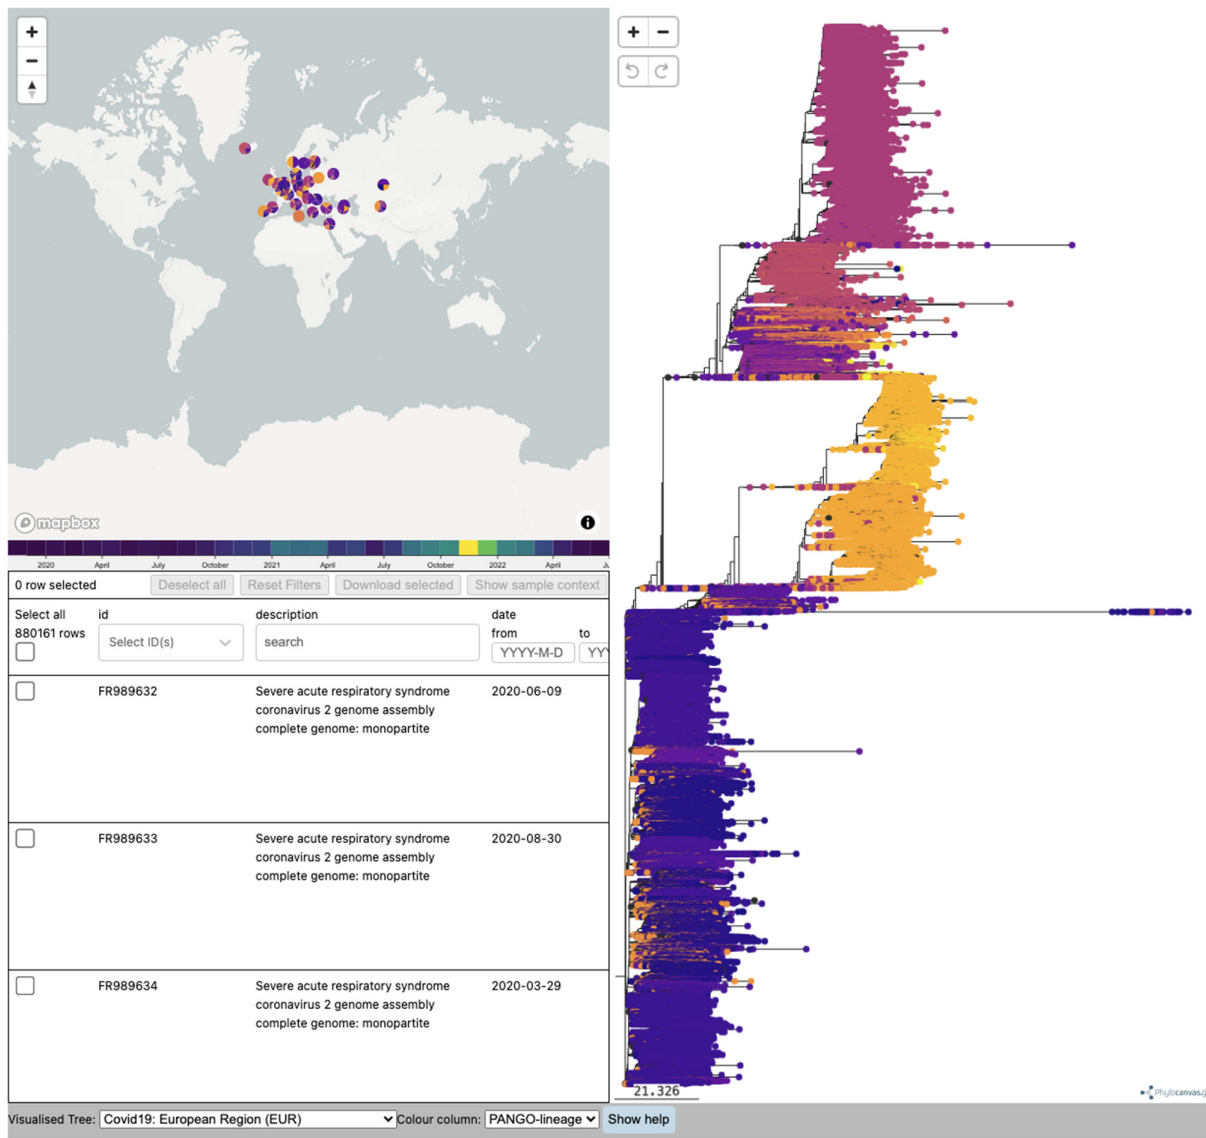 +
−
+ −
mapbox
2020 April July October 2021 April July October 2022 April
0 row selected Deselect all Reset Filters Download selected Show sample context
Select all id description date
880161 rows from to
Select ID(s) search YYYY-M-D YYY
FR989632 Severe acute respiratory syndrome 2020-06-09
coronavirus 2 genome assembly
complete genome: monopartite
FR989633 Severe acute respiratory syndrome 2020-08-30
coronavirus 2 genome assembly
complete genome: monopartite
FR989634 Severe acute respiratory syndrome 2020-03-29
coronavirus 2 genome assembly
complete genome: monopartite
21.326
Phylocanvas.g
Visualised Tree: Covid19: European Region (EUR) Colour column: PANGO-lineage Show help